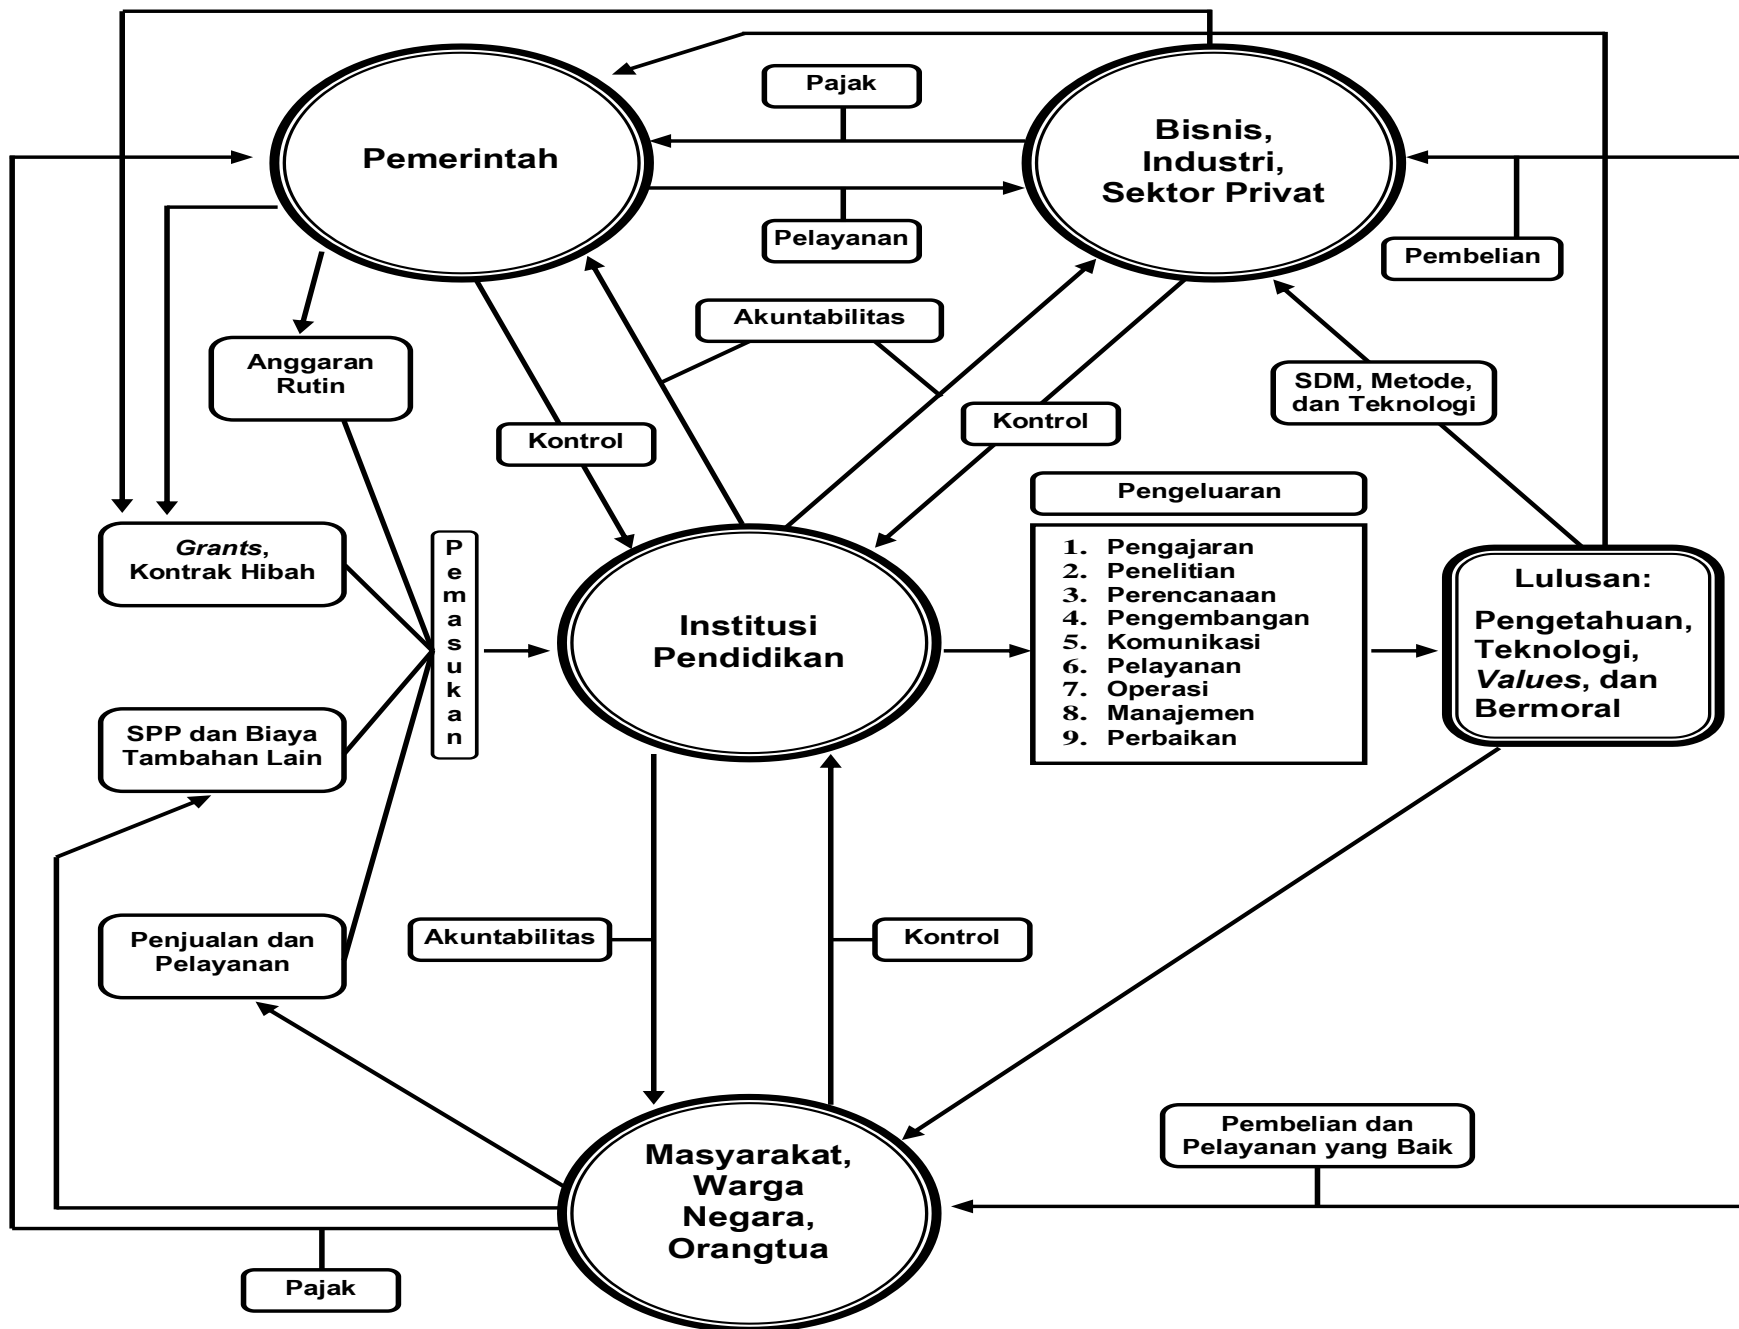 Pajak
Pemerintah
Bisnis,
Industri,
Sektor Privat
Pelayanan
Pembelian
Akuntabilitas
Anggaran
Rutin
SDM, Metode,
dan Teknologi
Kontrol
Kontrol
Pengeluaran
Grants,
Kontrak Hibah
P
e
m
a
s
u
k
a
n
Institusi
Pendidikan
1. Pengajaran
2. Penelitian
3. Perencanaan
4. Pengembangan
5. Komunikasi
6. Pelayanan
7. Operasi
8. Manajemen
9. Perbaikan
Lulusan:
Pengetahuan,
Teknologi,
Values, dan
Bermoral
SPP dan Biaya
Tambahan Lain
Penjualan dan
Pelayanan
Akuntabilitas
Kontrol
Masyarakat,
Warga
Negara,
Orangtua
Pembelian dan
Pelayanan yang Baik
Pajak